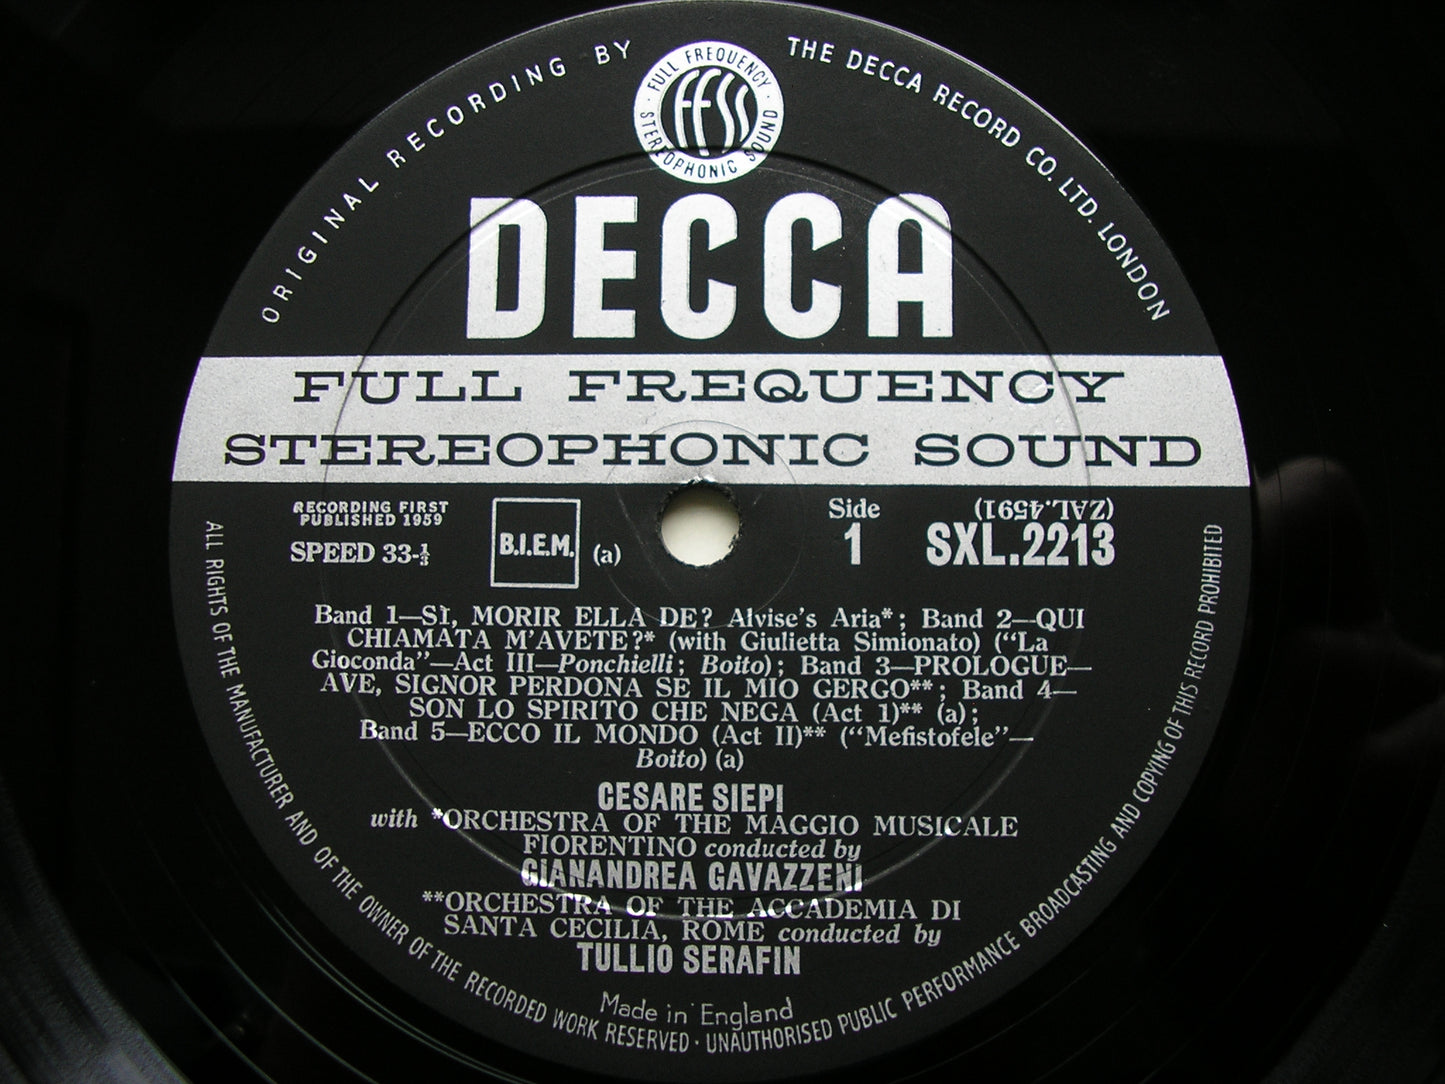 ORIGINAL RECORDING BY
THE DECCA RECORD CO. LTD. LONDON
FULL FREQUENCY
ffss
STEREOPHONIC SOUND
DECCA
FULL FREQUENCY
STEREOPHONIC SOUND
RECORDING FIRST
PUBLISHED 1959
SPEED 33-⅓
B.I.E.M.
(a)
Side
1
(ZAL.4591)
SXL.2213
Band 1—SÌ, MORIR ELLA DE? Alvise's Aria*; Band 2—QUI
CHIAMATA M'AVETE?* (with Giulietta Simionato) ("La
Gioconda"—Act III—Ponchielli; Boito); Band 3—PROLOGUE—
AVE, SIGNOR PERDONA SE IL MIO GERGO**; Band 4—
SON LO SPIRITO CHE NEGA (Act 1)** (a);
Band 5—ECCO IL MONDO (Act II)** ("Mefistofele"—
Boito) (a)
CESARE SIEPI
with *ORCHESTRA OF THE MAGGIO MUSICALE
FIORENTINO conducted by
GIANANDREA GAVAZZENI
**ORCHESTRA OF THE ACCADEMIA DI
SANTA CECILIA, ROME conducted by
TULLIO SERAFIN
Made in England
ALL RIGHTS OF THE MANUFACTURER AND OF THE OWNER OF THE RECORDED WORK RESERVED · UNAUTHORISED PUBLIC PERFORMANCE BROADCASTING AND COPYING OF THIS RECORD PROHIBITED